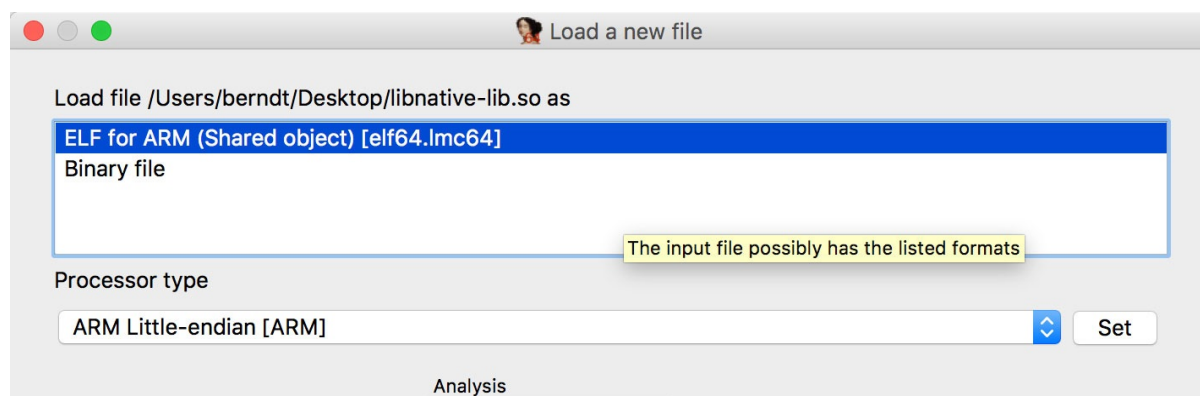 Load a new file
Load file /Users/berndt/Desktop/libnative-lib.so as
ELF for ARM (Shared object) [elf64.lmc64]
Binary file
The input file possibly has the listed formats
Processor type
ARM Little-endian [ARM]
Set
Analysis